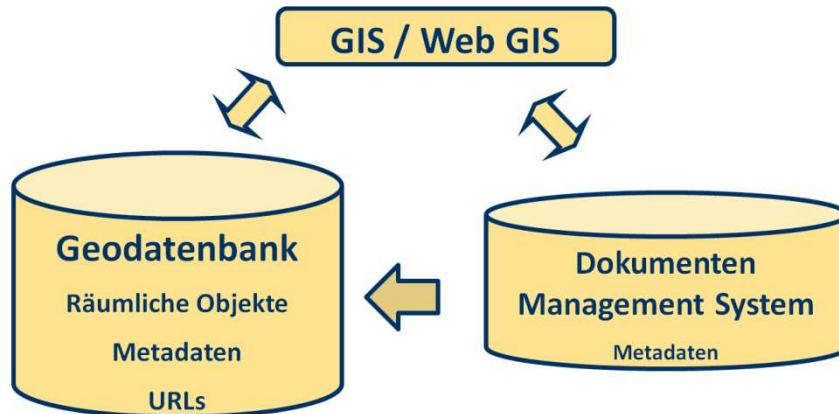 GIS / Web GIS
Geodatenbank
Räumliche Objekte
Metadaten
URLs
Dokumenten
Management System
Metadaten